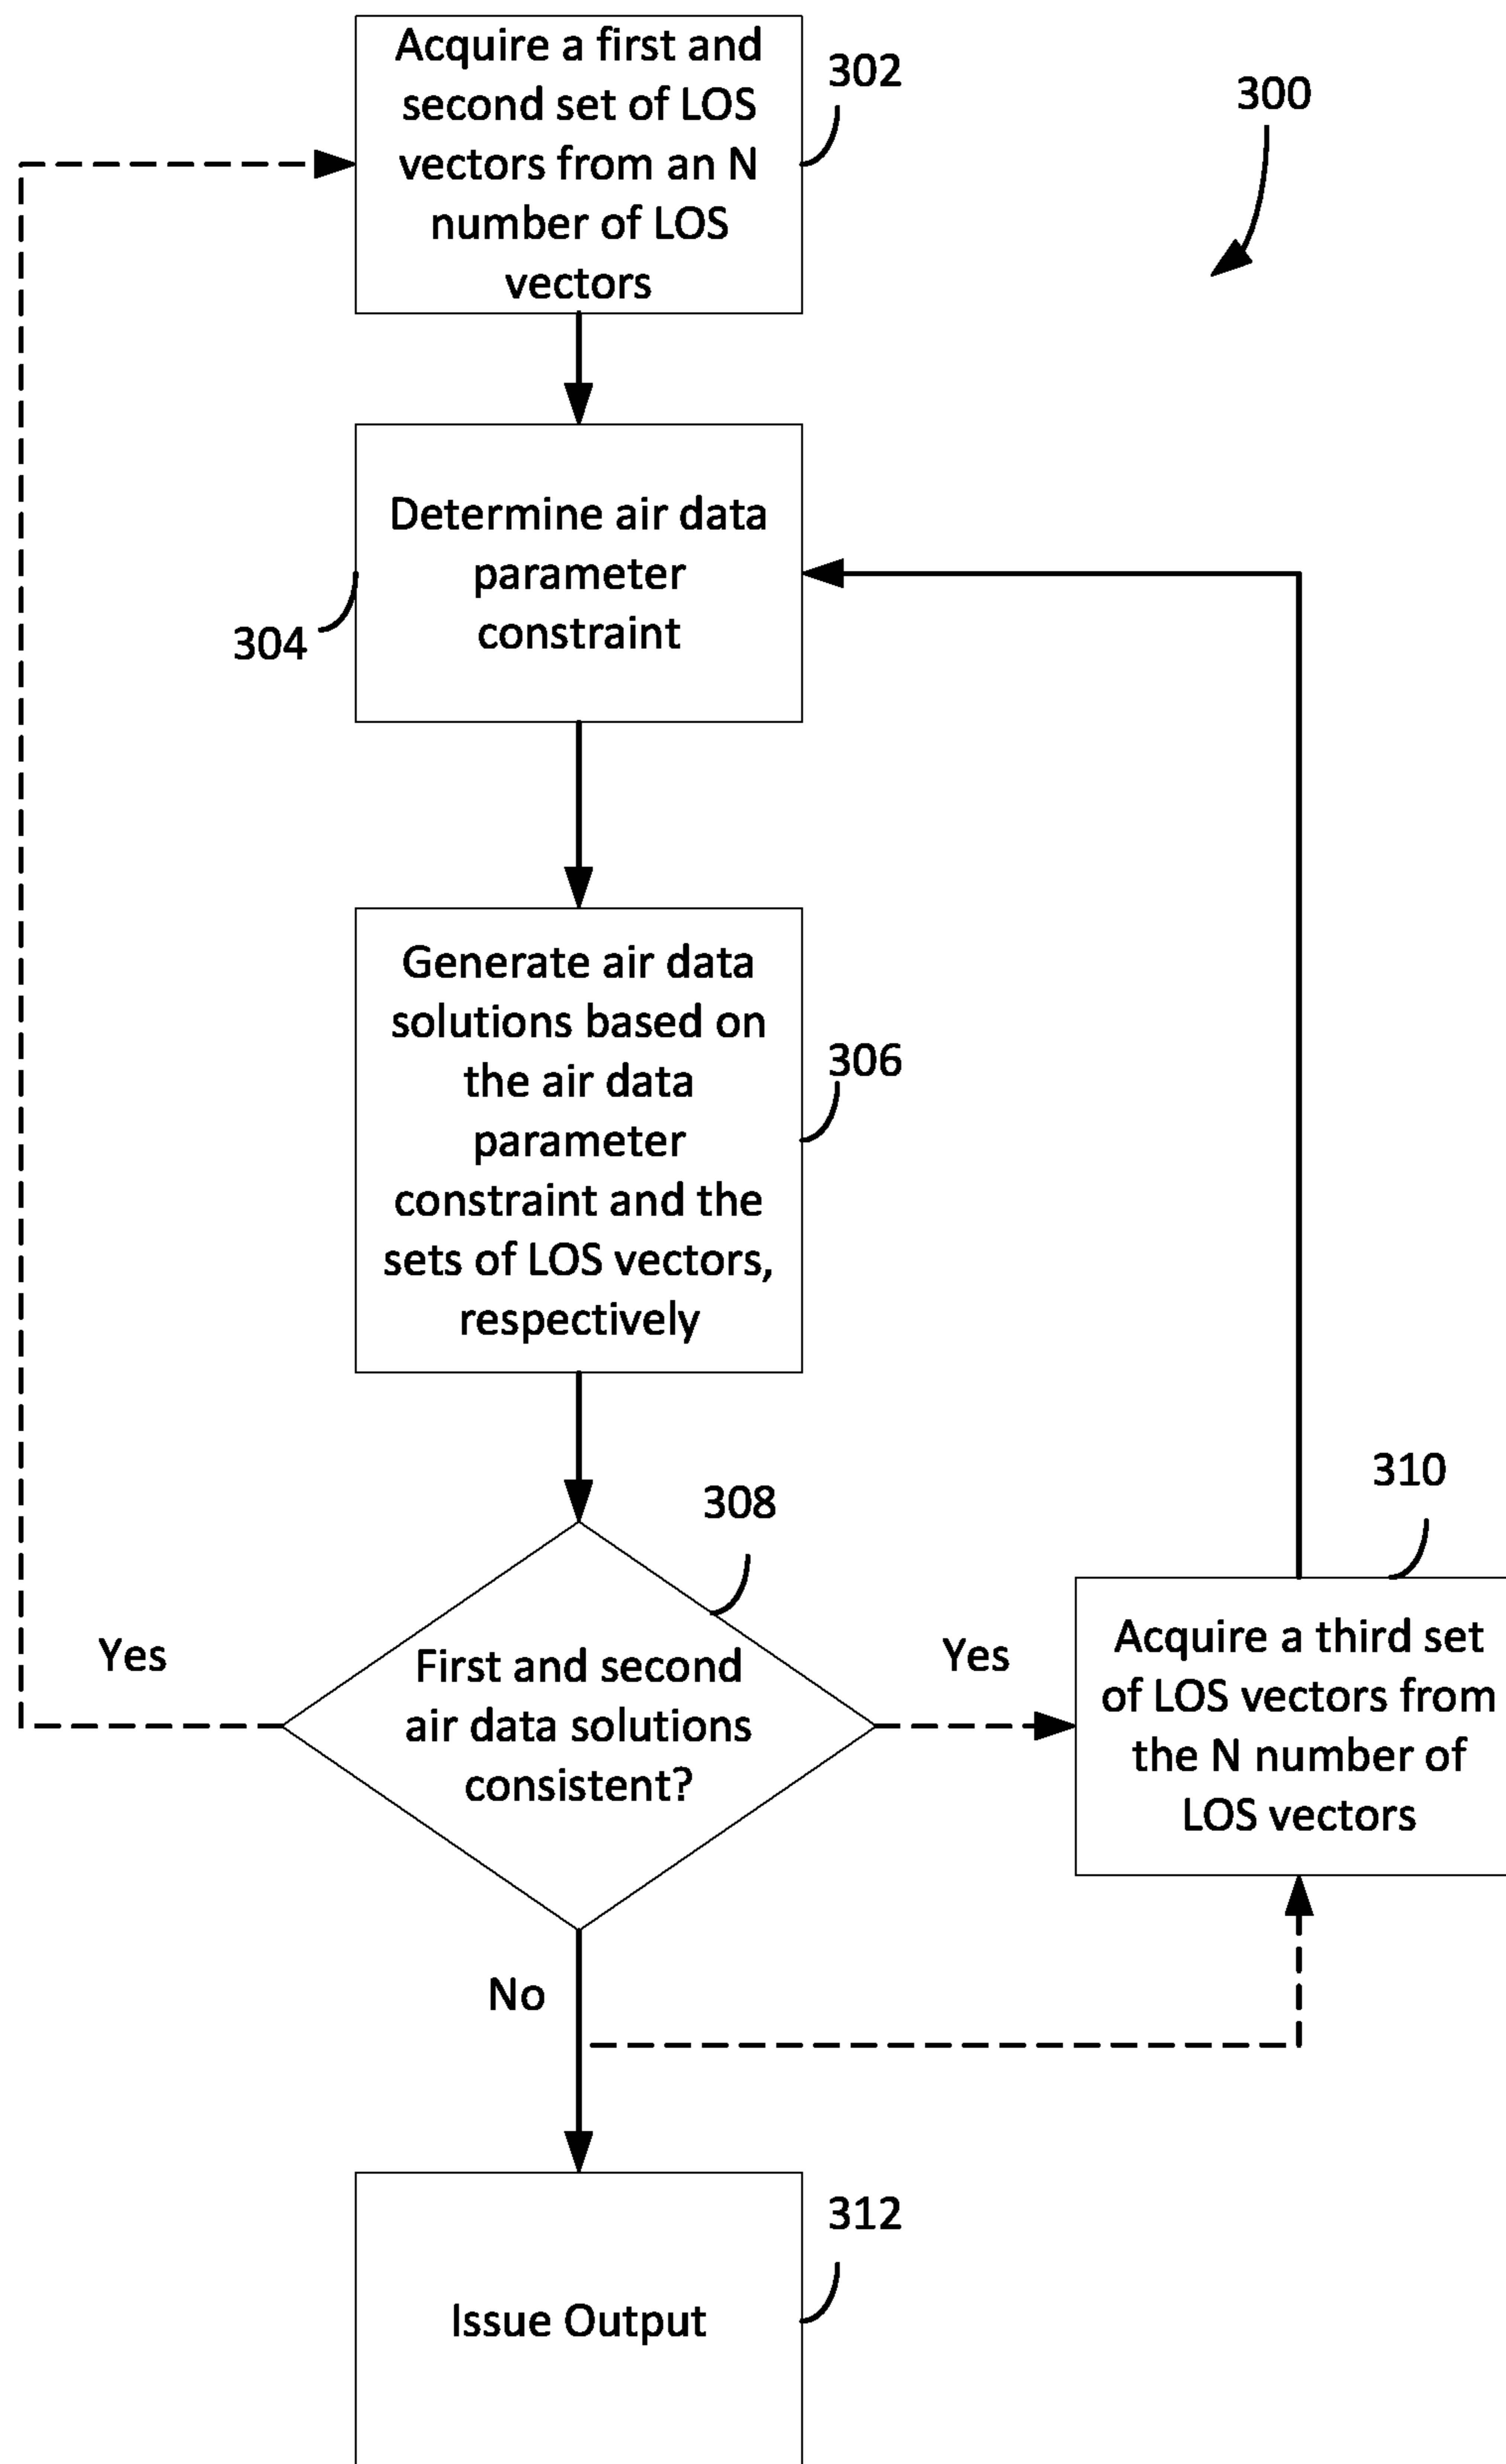 Acquire a first and
second set of LOS
vectors from an N
number of LOS
vectors
302
300
Determine air data
parameter
constraint
304
Generate air data
solutions based on
the air data
parameter
constraint and the
sets of LOS vectors,
respectively
306
308
310
First and second
air data solutions
consistent?
Yes
Yes
Acquire a third set
of LOS vectors from
the N number of
LOS vectors
No
312
Issue Output